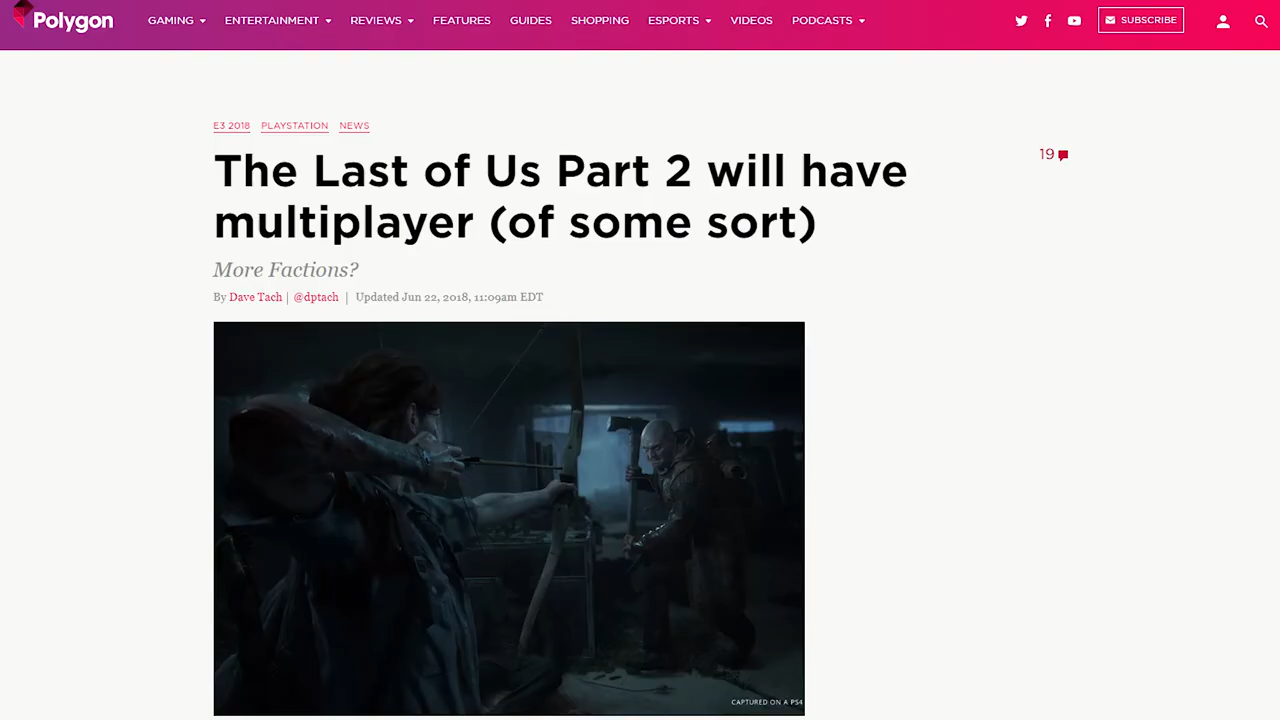 Polygon
GAMING ENTERTAINMENT REVIEWS FEATURES GUIDES SHOPPING ESPORTS VIDEOS PODCASTS SUBSCRIBE
E3 2018 PLAYSTATION NEWS
19
The Last of Us Part 2 will have
multiplayer (of some sort)
More Factions?
By Dave Tach | @dptach | Updated Jun 22, 2018, 11:09am EDT
CAPTURED ON A PS4